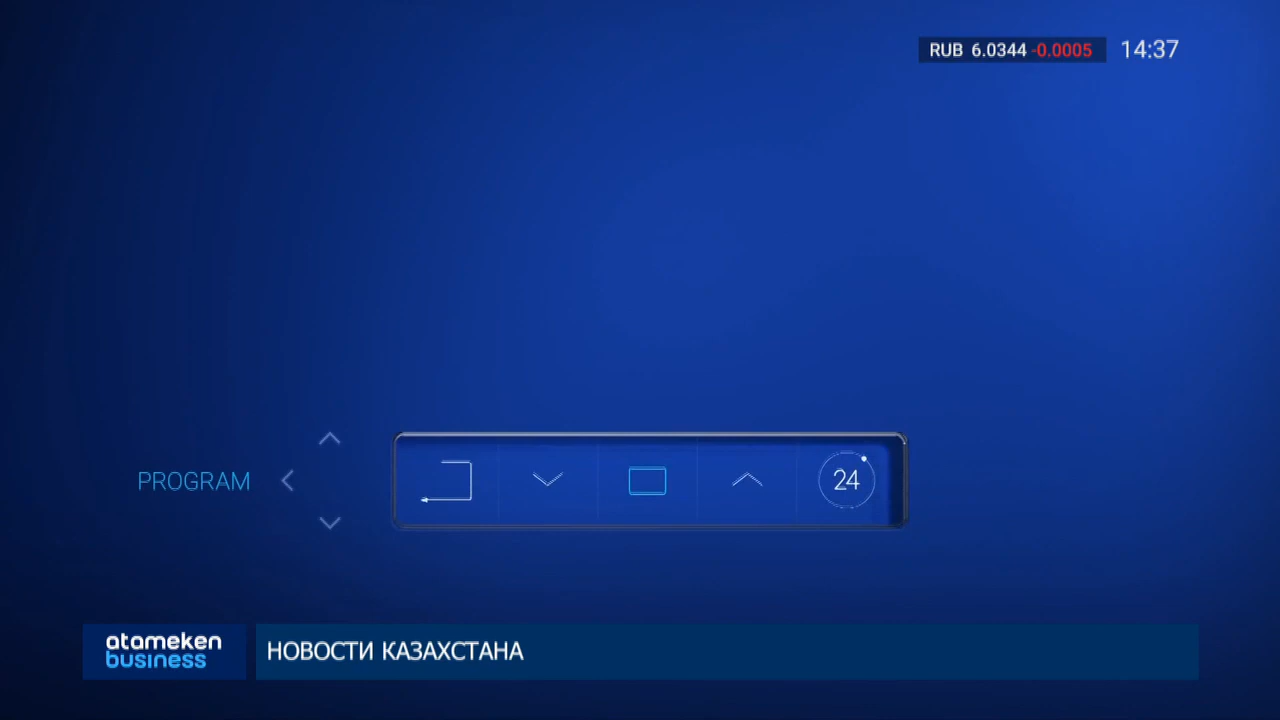 RUB 6.0344 -0.0005 14:37
PROGRAM
24
atameken
business
НОВОСТИ КАЗАХСТАНА